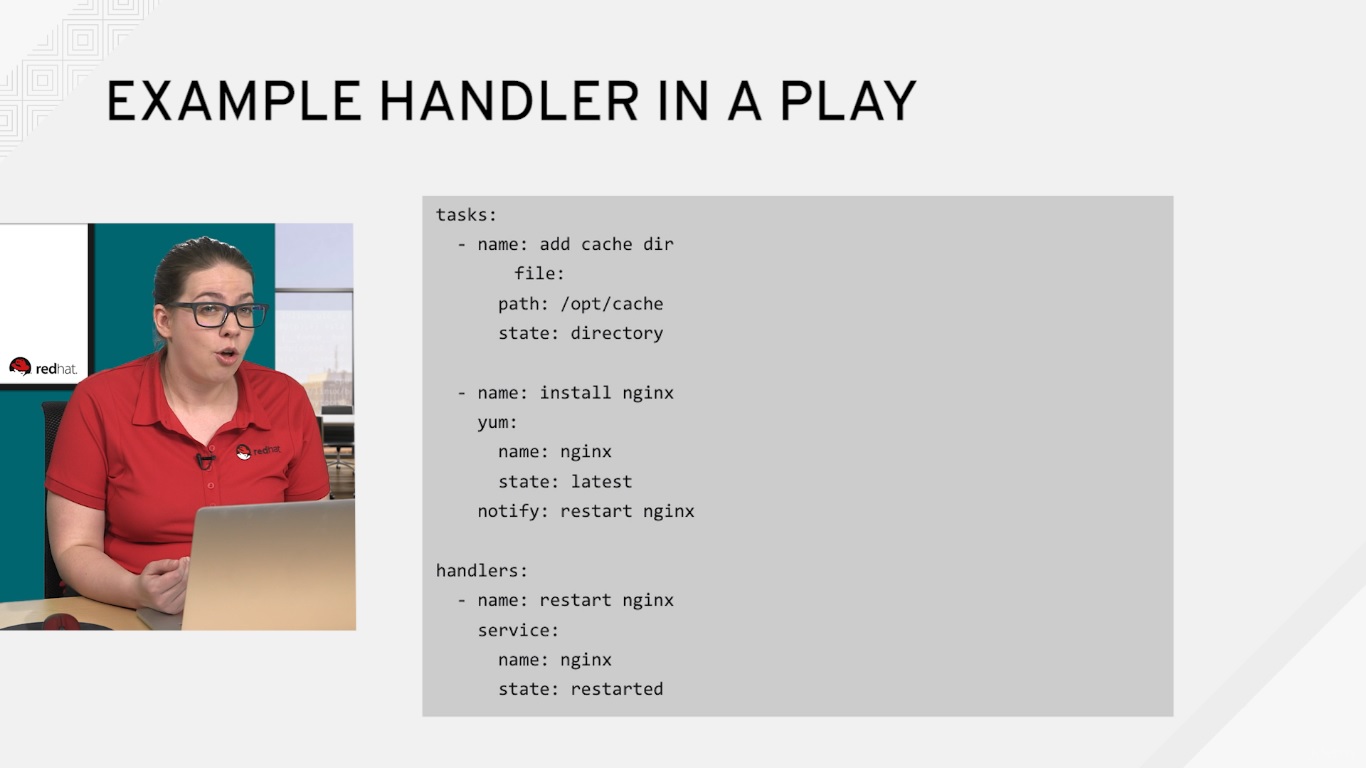 EXAMPLE HANDLER IN A PLAY
redhat.
redhat.
tasks:
  - name: add cache dir
       file:
      path: /opt/cache
      state: directory

  - name: install nginx
    yum:
      name: nginx
      state: latest
    notify: restart nginx

handlers:
  - name: restart nginx
    service:
      name: nginx
      state: restarted